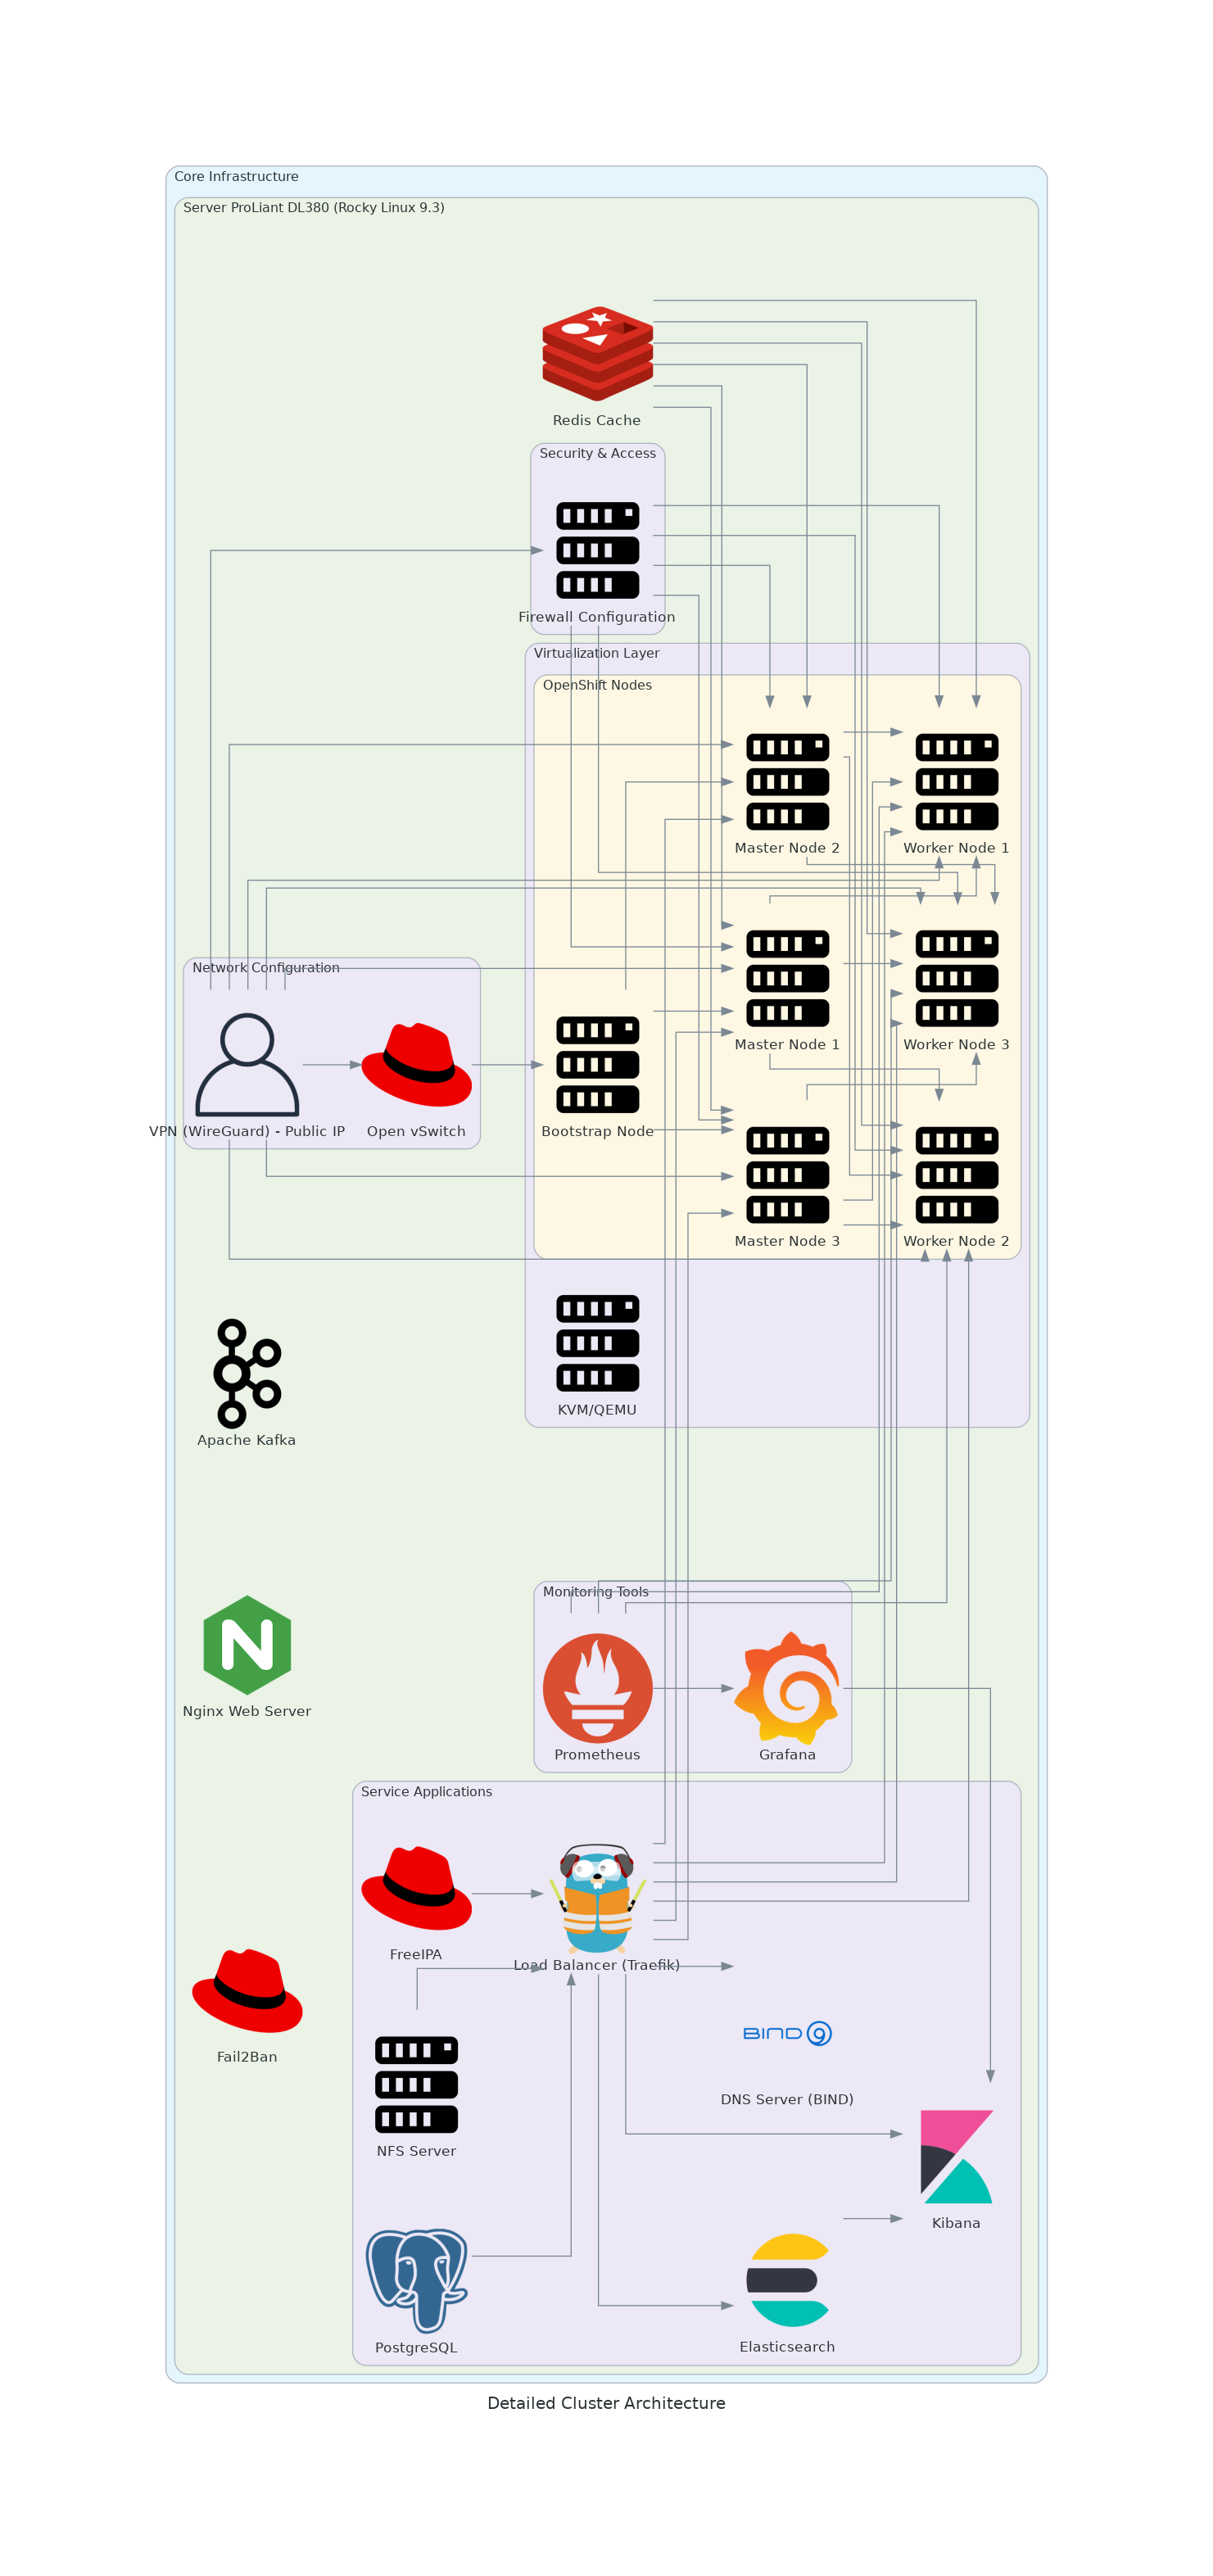 Core Infrastructure
Server ProLiant DL380 (Rocky Linux 9.3)
Redis Cache
Security & Access
Firewall Configuration
Virtualization Layer
OpenShift Nodes
Master Node 2
Worker Node 1
Network Configuration
Master Node 1
Worker Node 3
VPN (WireGuard) - Public IP
Open vSwitch
Bootstrap Node
Master Node 3
Worker Node 2
KVM/QEMU
Apache Kafka
Monitoring Tools
Nginx Web Server
Prometheus
Grafana
Service Applications
FreeIPA
Load Balancer (Traefik)
Fail2Ban
BIND 9
DNS Server (BIND)
NFS Server
Kibana
PostgreSQL
Elasticsearch
Detailed Cluster Architecture